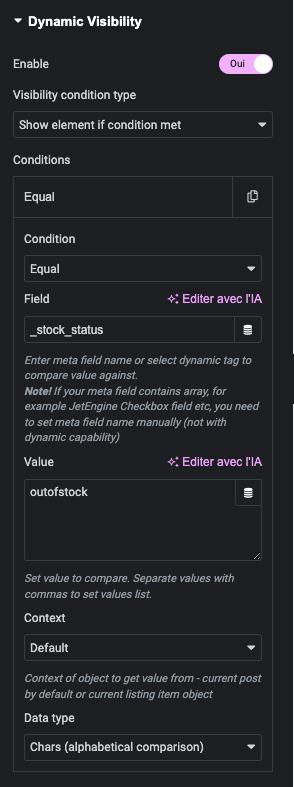 Dynamic Visibility
Enable
Oui
Visibility condition type
Show element if condition met
Conditions
Equal
Condition
Equal
Field
Editer avec l'IA
_stock_status
Enter meta field name or select dynamic tag to
compare value against.
Note! If your meta field contains array, for
example JetEngine Checkbox field etc, you need
to set meta field name manually (not with
dynamic capability)
Value
Editer avec l'IA
outofstock
Set value to compare. Separate values with
commas to set values list.
Context
Default
Context of object to get value from - current post
by default or current listing item object
Data type
Chars (alphabetical comparison)